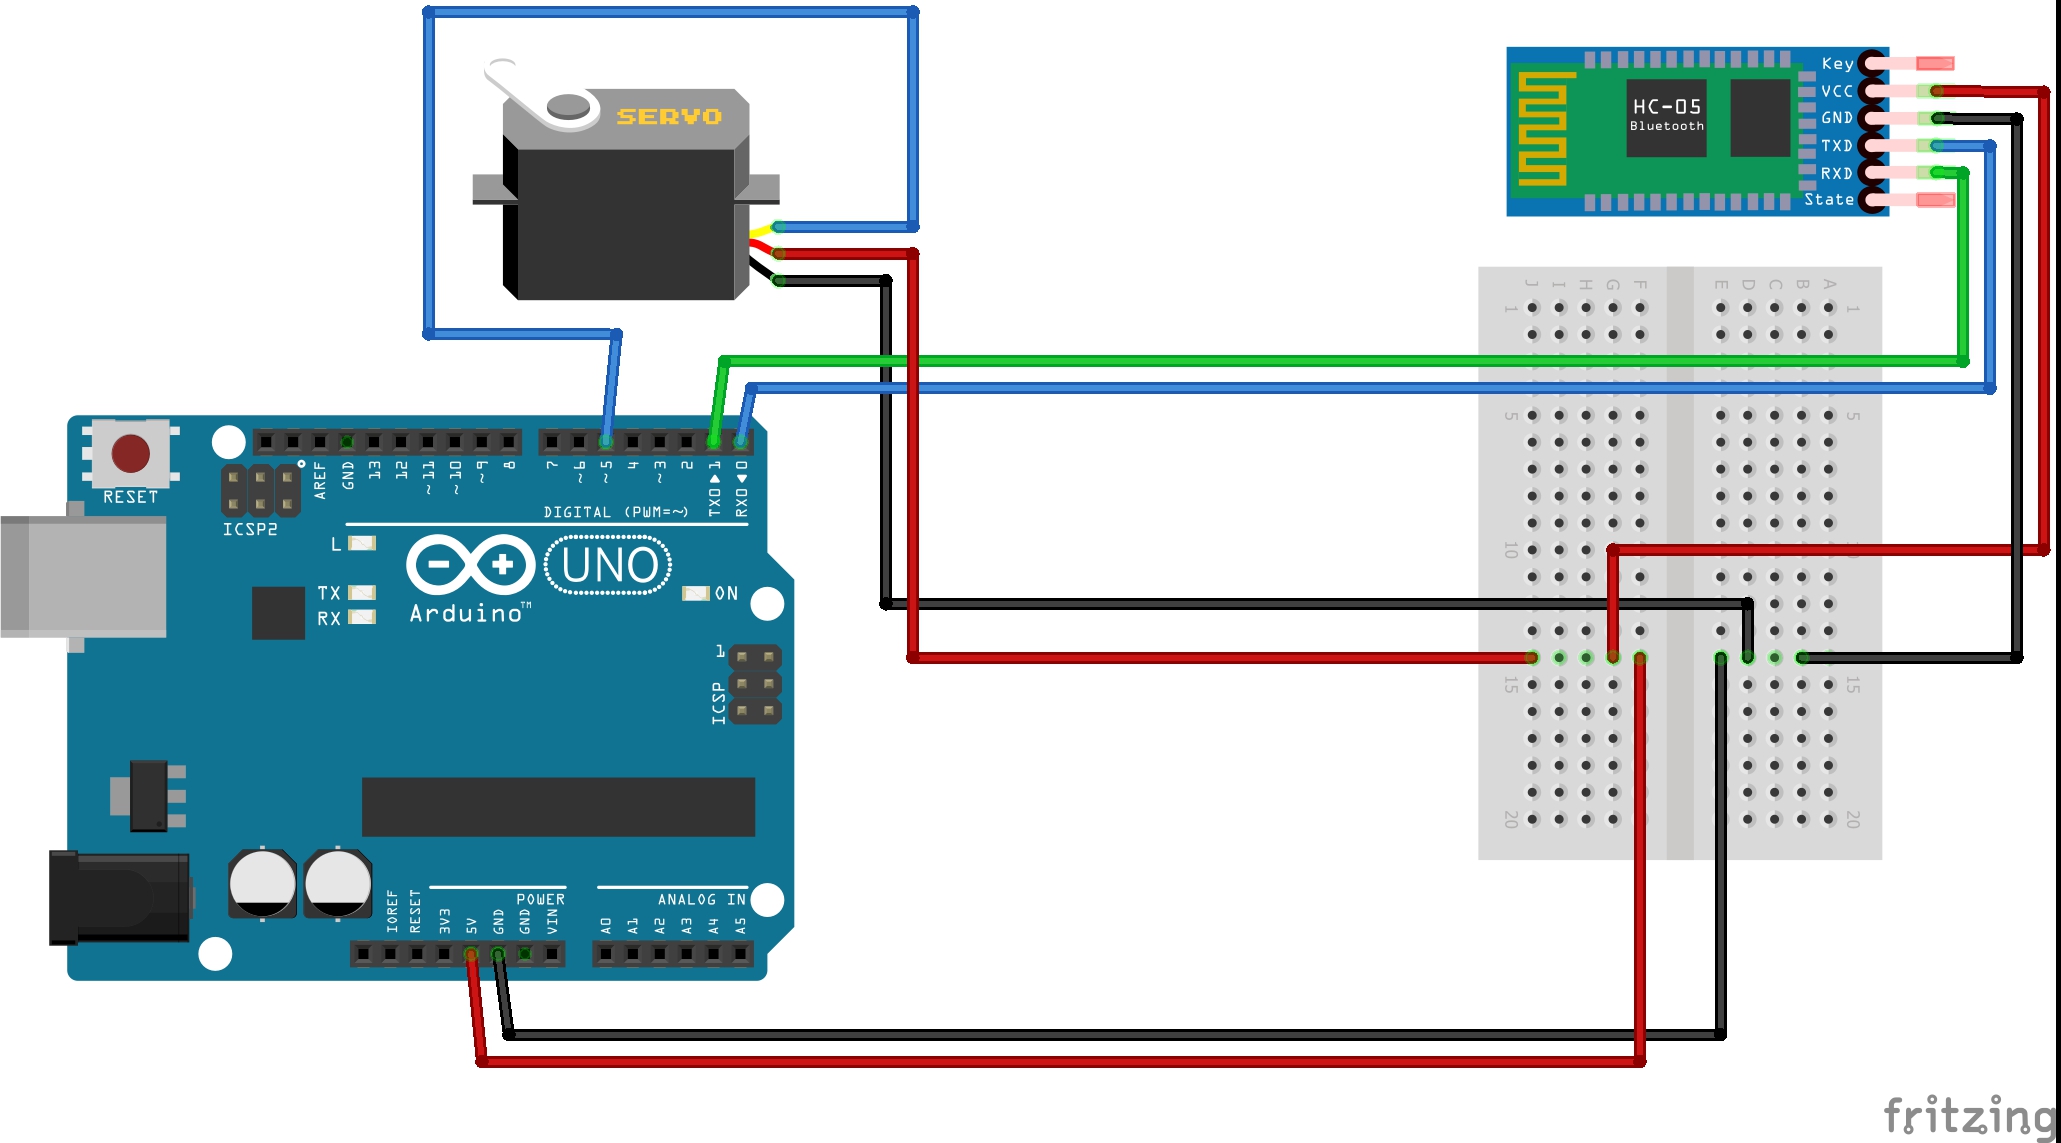 SERVO
HC-05
Bluetooth
Key
VCC
GND
TXD
RXD
State
J I H G F E D C B A
1 1
5 5
10
15 15
20 20
RESET
ICSP2
AREF
GND
13
12
~11
~10
~9
8
7
~6
~5
4
~3
2
TX0▶1
RX0◀0
DIGITAL (PWM=~)
L
TX
RX
Arduino™
UNO
ON
1
ICSP
IOREF
RESET
3V3
5V
GND
GND
VIN
POWER
ANALOG IN
A0
A1
A2
A3
A4
A5
fritzing